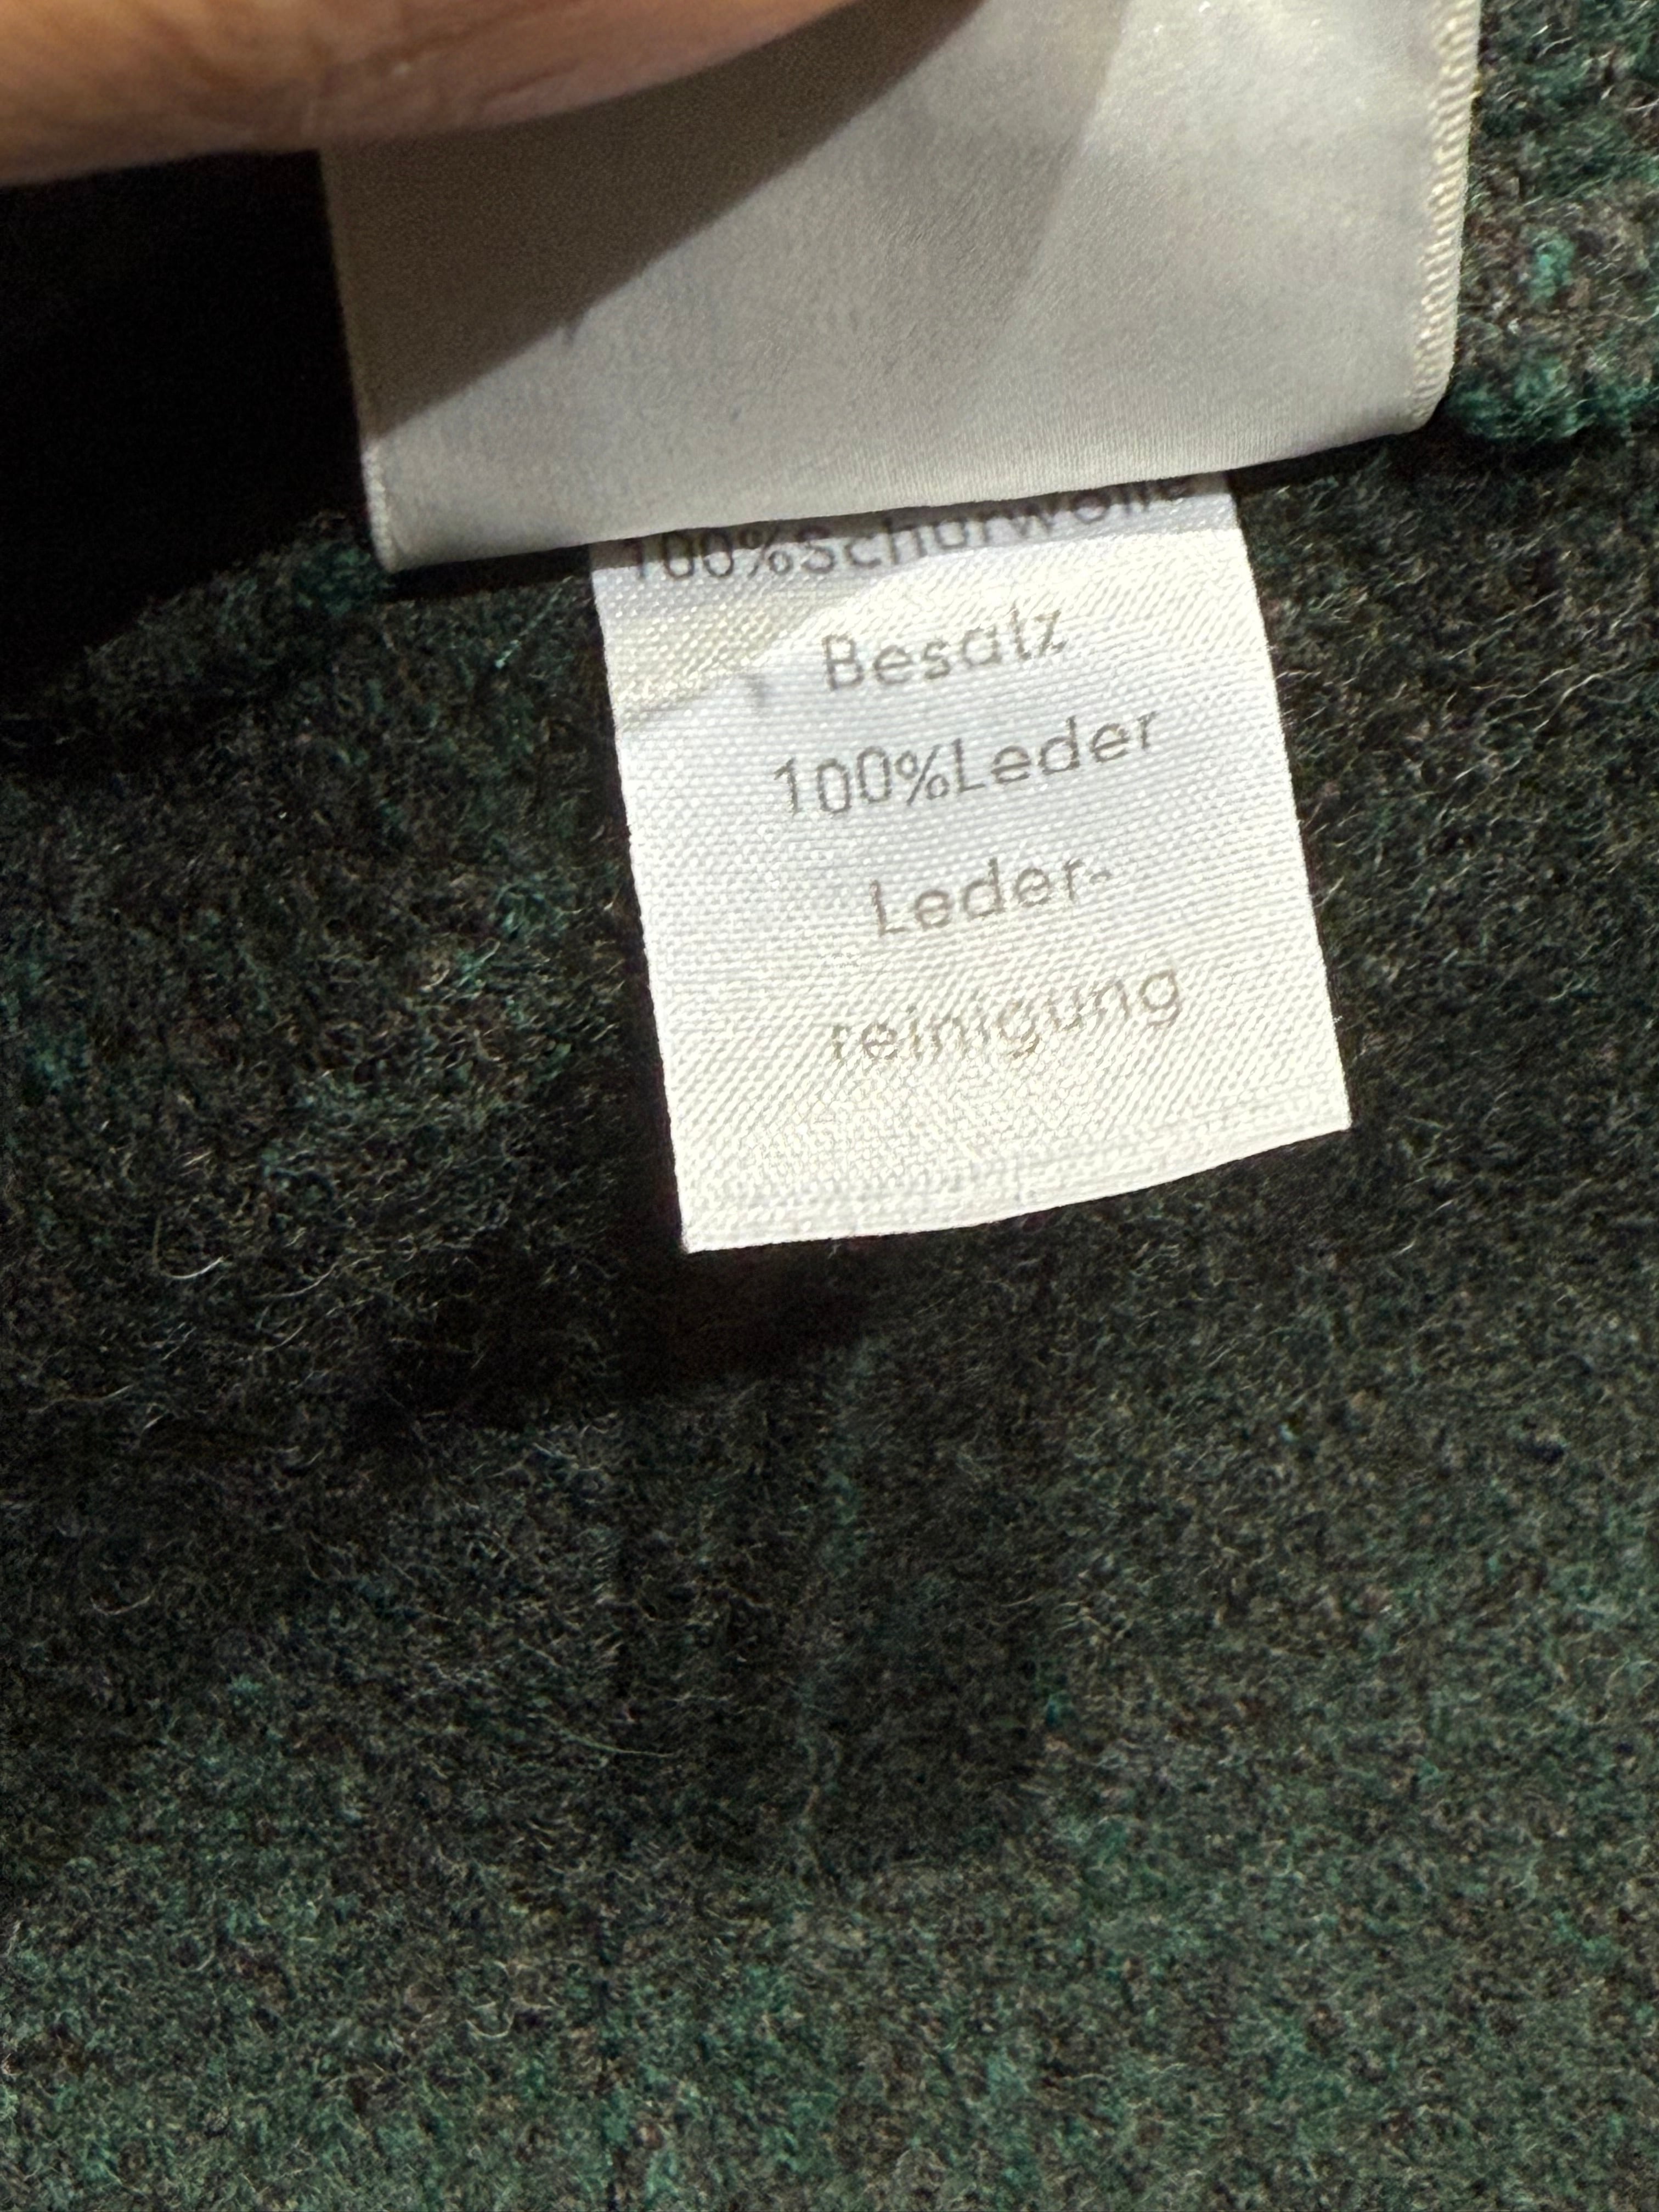 100%Schurwolle
Besatz
100%Leder
Leder-
reinigung